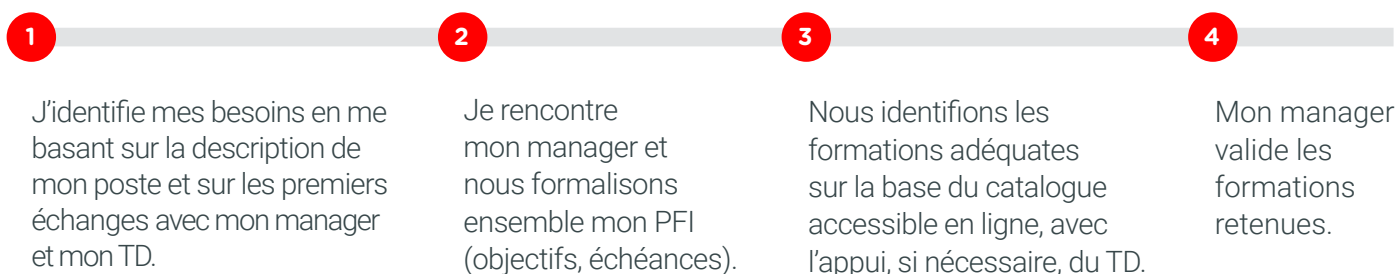 1
J’identifie mes besoins en me
basant sur la description de
mon poste et sur les premiers
échanges avec mon manager
et mon TD.
2
Je rencontre
mon manager et
nous formalisons
ensemble mon PFI
(objectifs, échéances).
3
Nous identifions les
formations adéquates
sur la base du catalogue
accessible en ligne, avec
l’appui, si nécessaire, du TD.
4
Mon manager
valide les
formations
retenues.